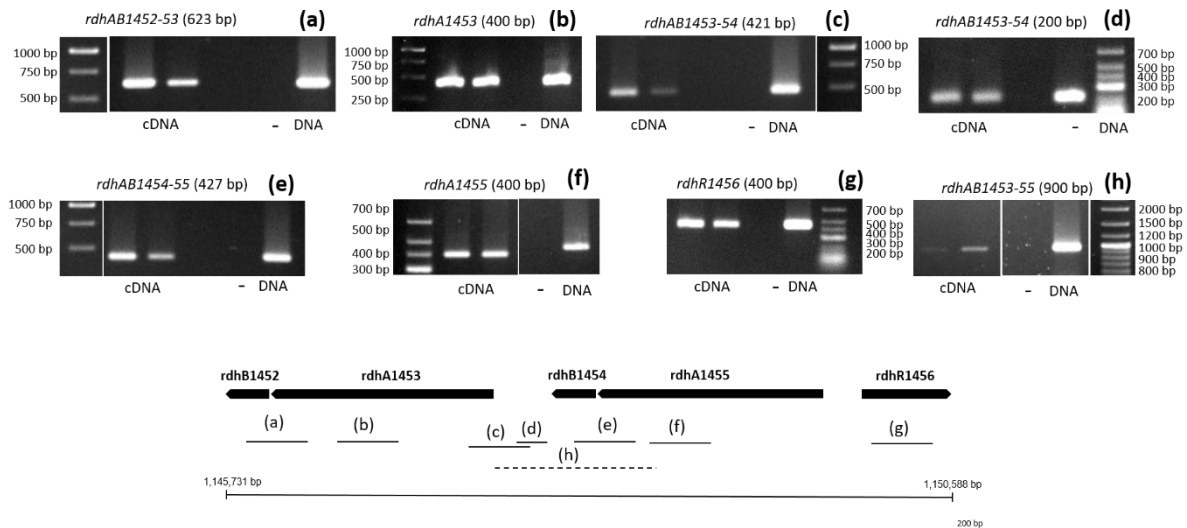 rdhAB1452-53 (623 bp) (a)
1000 bp
750 bp
500 bp
cDNA - DNA
rdhA1453 (400 bp) (b)
1000 bp
750 bp
500 bp
250 bp
cDNA - DNA
rdhAB1453-54 (421 bp) (c)
1000 bp
750 bp
500 bp
cDNA - DNA
rdhAB1453-54 (200 bp) (d)
700 bp
500 bp
400 bp
300 bp
200 bp
cDNA - DNA
rdhAB1454-55 (427 bp) (e)
1000 bp
750 bp
500 bp
cDNA - DNA
rdhA1455 (400 bp) (f)
700 bp
500 bp
400 bp
300 bp
cDNA - DNA
rdhR1456 (400 bp) (g)
700 bp
500 bp
400 bp
300 bp
200 bp
cDNA - DNA
rdhAB1453-55 (900 bp) (h)
2000 bp
1500 bp
1200 bp
1000 bp
900 bp
800 bp
cDNA - DNA
rdhB1452 rdhA1453 rdhB1454 rdhA1455 rdhR1456
(a) (b) (c) (d) (e) (f) (g)
(h)
1,145,731 bp 1,150,588 bp
200 bp